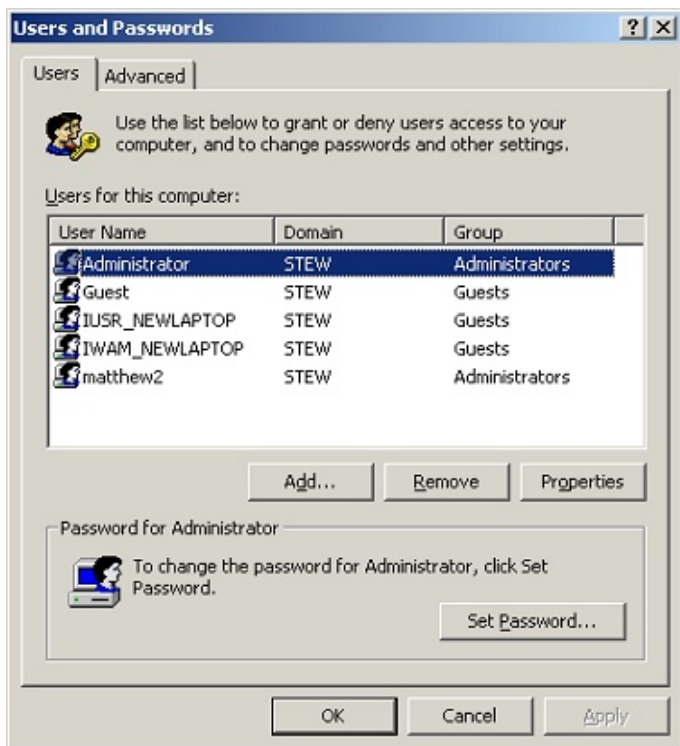 Users and Passwords
Users Advanced
Use the list below to grant or deny users access to your
computer, and to change passwords and other settings.
Users for this computer:
User Name Domain Group
Administrator STEW Administrators
Guest STEW Guests
IUSR_NEWLAPTOP STEW Guests
IWAM_NEWLAPTOP STEW Guests
matthew2 STEW Administrators
Add... Remove Properties
Password for Administrator
To change the password for Administrator, click Set
Password.
Set Password...
OK Cancel Apply